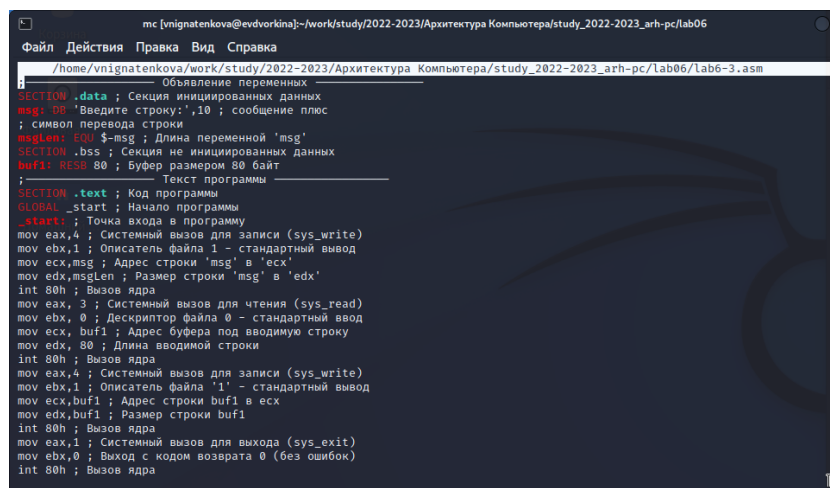 mc [vnignatenkova@evdvorkina]:~/work/study/2022-2023/Архитектура Компьютера/study_2022-2023_arh-pc/lab06
Файл Действия Правка Вид Справка
/home/vnignatenkova/work/study/2022-2023/Архитектура Компьютера/study_2022-2023_arh-pc/lab06/lab6-3.asm
;——————— Объявление переменных ———————
SECTION .data ; Секция инициированных данных
msg: DB 'Введите строку:',10 ; сообщение плюс
; символ перевода строки
msgLen: EQU $-msg ; Длина переменной 'msg'
SECTION .bss ; Секция не инициированных данных
buf1: RESB 80 ; Буфер размером 80 байт
;——————— Текст программы ———————
SECTION .text ; Код программы
GLOBAL _start ; Начало программы
_start: ; Точка входа в программу
mov eax,4 ; Системный вызов для записи (sys_write)
mov ebx,1 ; Описатель файла 1 - стандартный вывод
mov ecx,msg ; Адрес строки 'msg' в 'ecx'
mov edx,msgLen ; Размер строки 'msg' в 'edx'
int 80h ; Вызов ядра
mov eax, 3 ; Системный вызов для чтения (sys_read)
mov ebx, 0 ; Дескриптор файла 0 - стандартный ввод
mov ecx, buf1 ; Адрес буфера под вводимую строку
mov edx, 80 ; Длина вводимой строки
int 80h ; Вызов ядра
mov eax,4 ; Системный вызов для записи (sys_write)
mov ebx,1 ; Описатель файла '1' - стандартный вывод
mov ecx,buf1 ; Адрес строки buf1 в ecx
mov edx,buf1 ; Размер строки buf1
int 80h ; Вызов ядра
mov eax,1 ; Системный вызов для выхода (sys_exit)
mov ebx,0 ; Выход с кодом возврата 0 (без ошибок)
int 80h ; Вызов ядра